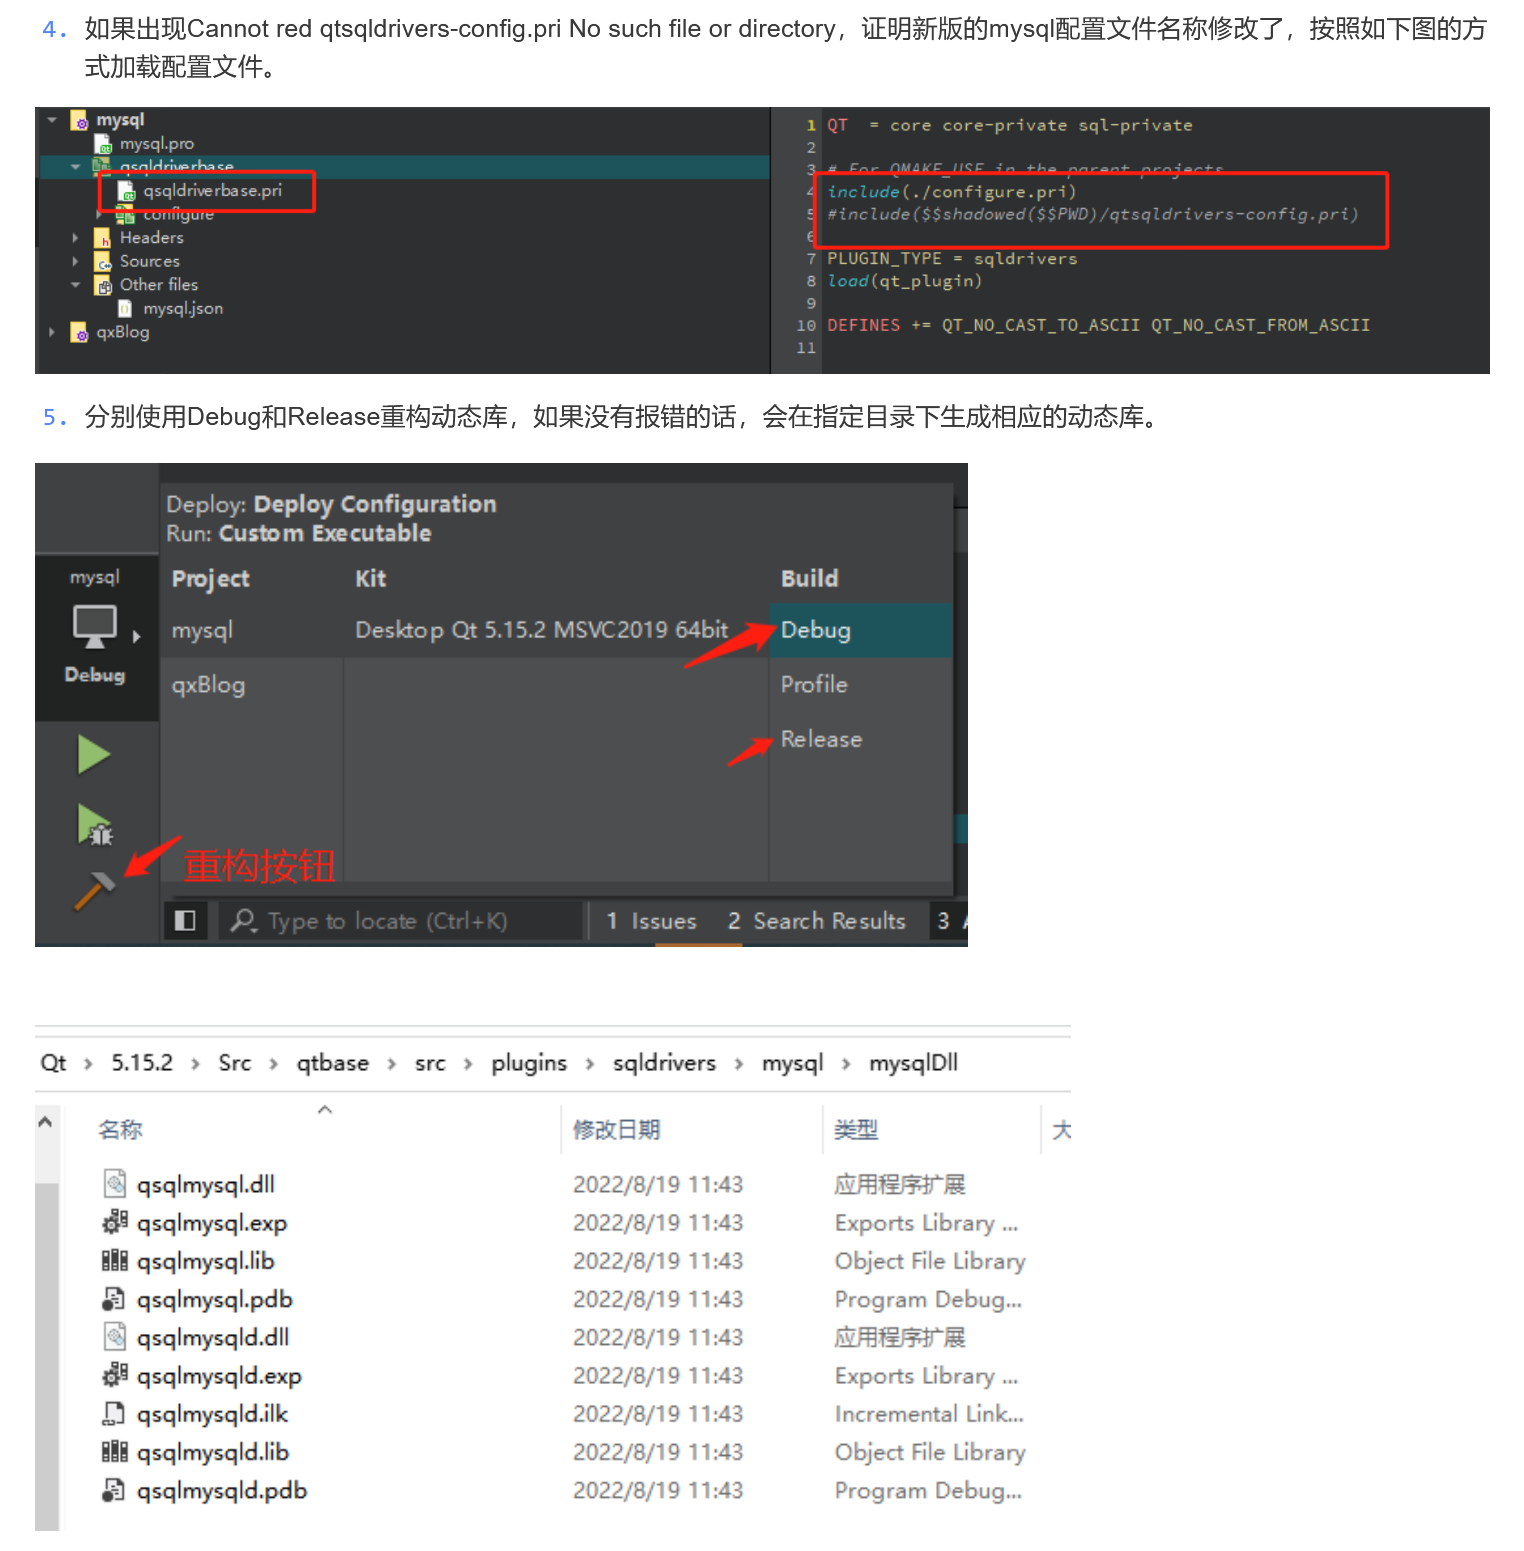 4. 如果出现Cannot red qtsqldrivers-config.pri No such file or directory，证明新版的mysql配置文件名称修改了，按照如下图的方
式加载配置文件。
mysql
mysql.pro
qsqldriverbase
qsqldriverbase.pri
configure
Headers
Sources
Other files
mysql.json
qxBlog
1 QT  = core core-private sql-private
2
3 # For QMAKE_USE in the parent projects
4 include(./configure.pri)
5 #include($$shadowed($$PWD)/qtsqldrivers-config.pri)
6
7 PLUGIN_TYPE = sqldrivers
8 load(qt_plugin)
9
10 DEFINES += QT_NO_CAST_TO_ASCII QT_NO_CAST_FROM_ASCII
11
5. 分别使用Debug和Release重构动态库，如果没有报错的话，会在指定目录下生成相应的动态库。
Deploy: Deploy Configuration
Run: Custom Executable
mysql
Debug
Project Kit Build
mysql Desktop Qt 5.15.2 MSVC2019 64bit Debug
qxBlog Profile
Release
重构按钮
Type to locate (Ctrl+K) 1 Issues 2 Search Results 3
Qt › 5.15.2 › Src › qtbase › src › plugins › sqldrivers › mysql › mysqlDll
名称 修改日期 类型 大
qsqlmysql.dll 2022/8/19 11:43 应用程序扩展
qsqlmysql.exp 2022/8/19 11:43 Exports Library ...
qsqlmysql.lib 2022/8/19 11:43 Object File Library
qsqlmysql.pdb 2022/8/19 11:43 Program Debug...
qsqlmysqld.dll 2022/8/19 11:43 应用程序扩展
qsqlmysqld.exp 2022/8/19 11:43 Exports Library ...
qsqlmysqld.ilk 2022/8/19 11:43 Incremental Link...
qsqlmysqld.lib 2022/8/19 11:43 Object File Library
qsqlmysqld.pdb 2022/8/19 11:43 Program Debug...